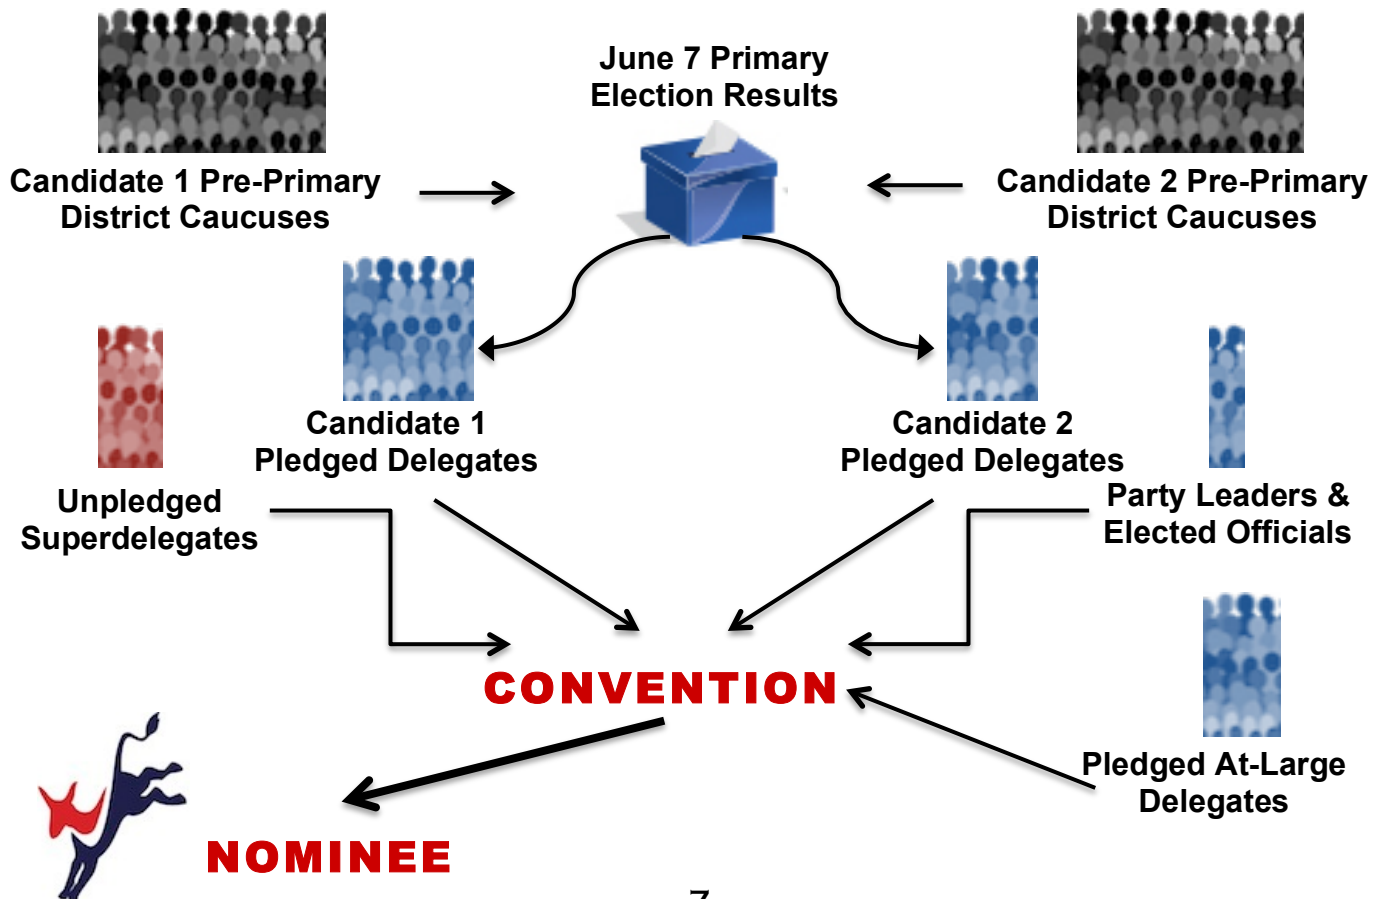 June 7 Primary
Election Results
Candidate 1 Pre-Primary
District Caucuses
Candidate 2 Pre-Primary
District Caucuses
Candidate 1
Pledged Delegates
Candidate 2
Pledged Delegates
Unpledged
Superdelegates
Party Leaders &
Elected Officials
CONVENTION
Pledged At-Large
Delegates
NOMINEE
7